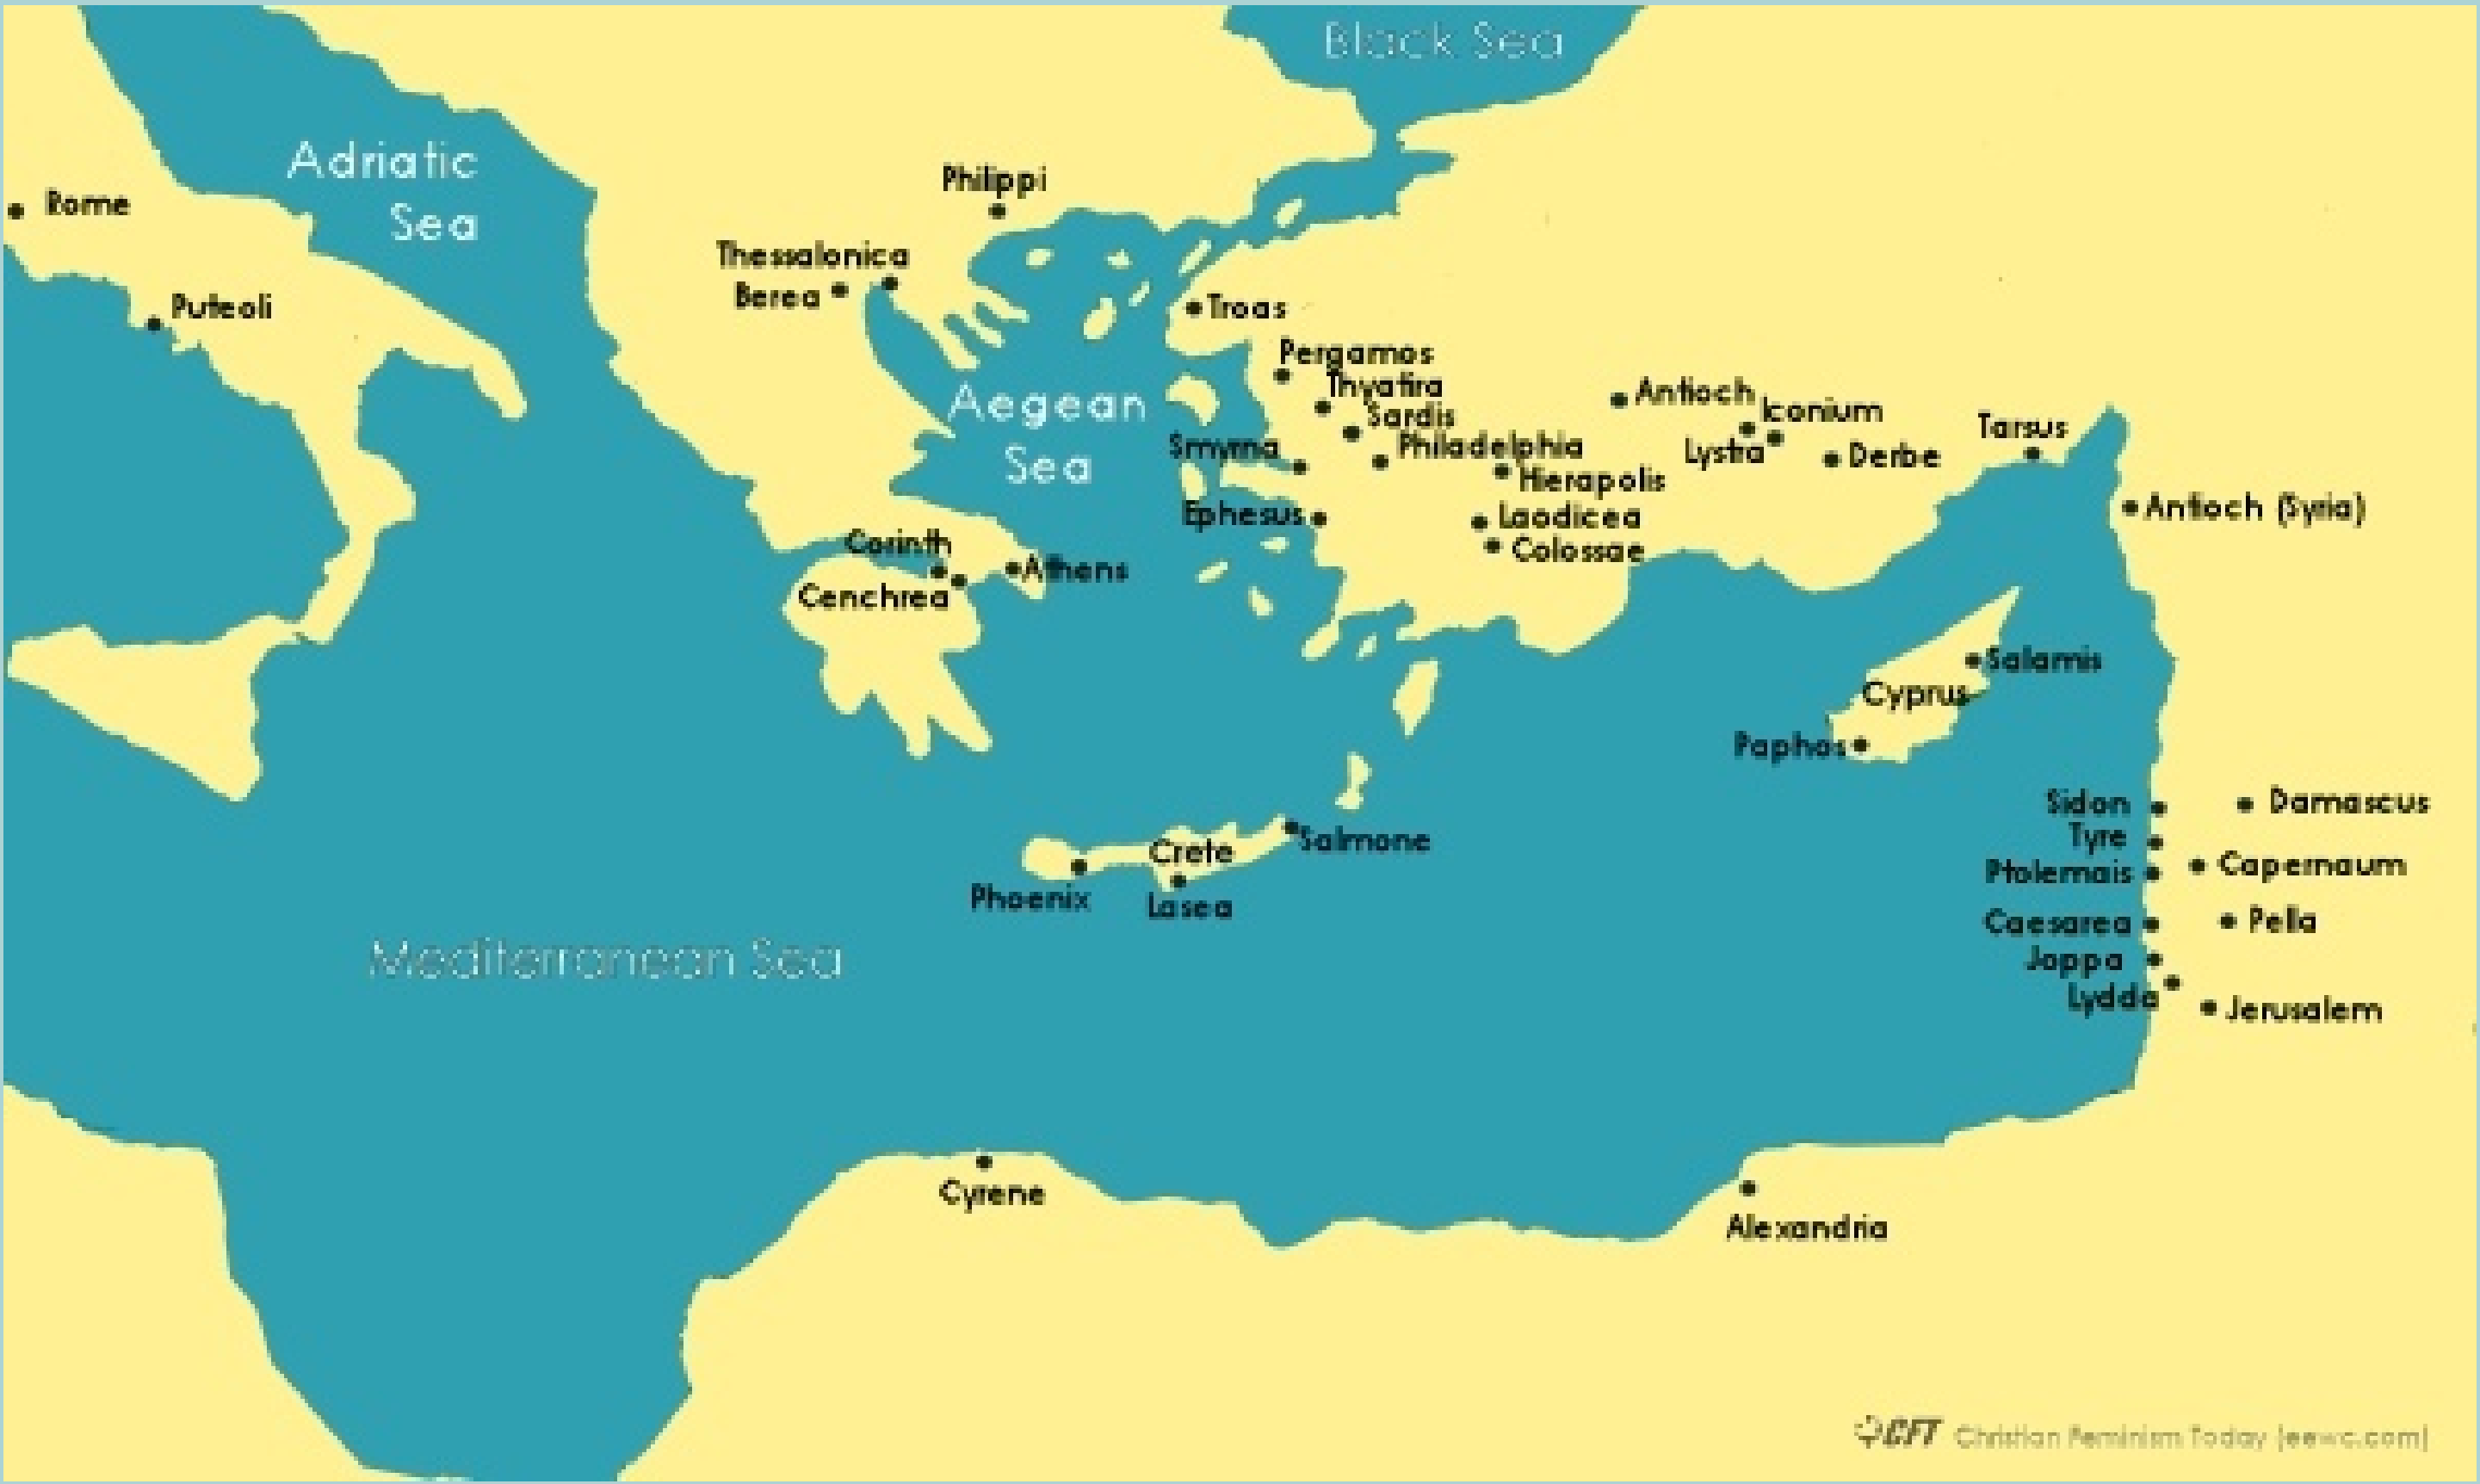 Black Sea
Adriatic
Sea
Rome
Philippi
Thessalonica
Berea
Puteoli
Troas
Pergamos
Thyatira
Sardis
Aegean
Sea
Smyrna
Philadelphia
Hierapolis
Antioch
Iconium
Lystra
Derbe
Tarsus
Ephesus
Laodicea
Colossae
Antioch (Syria)
Corinth
Athens
Cenchrea
Salamis
Cyprus
Paphos
Sidon
Damascus
Tyre
Ptolemais
Capernaum
Crete
Salmone
Phoenix
Lasea
Caesarea
Pella
Mediterranean Sea
Joppa
Lydda
Jerusalem
Cyrene
Alexandria
CFT Christian Feminism Today (eewc.com)